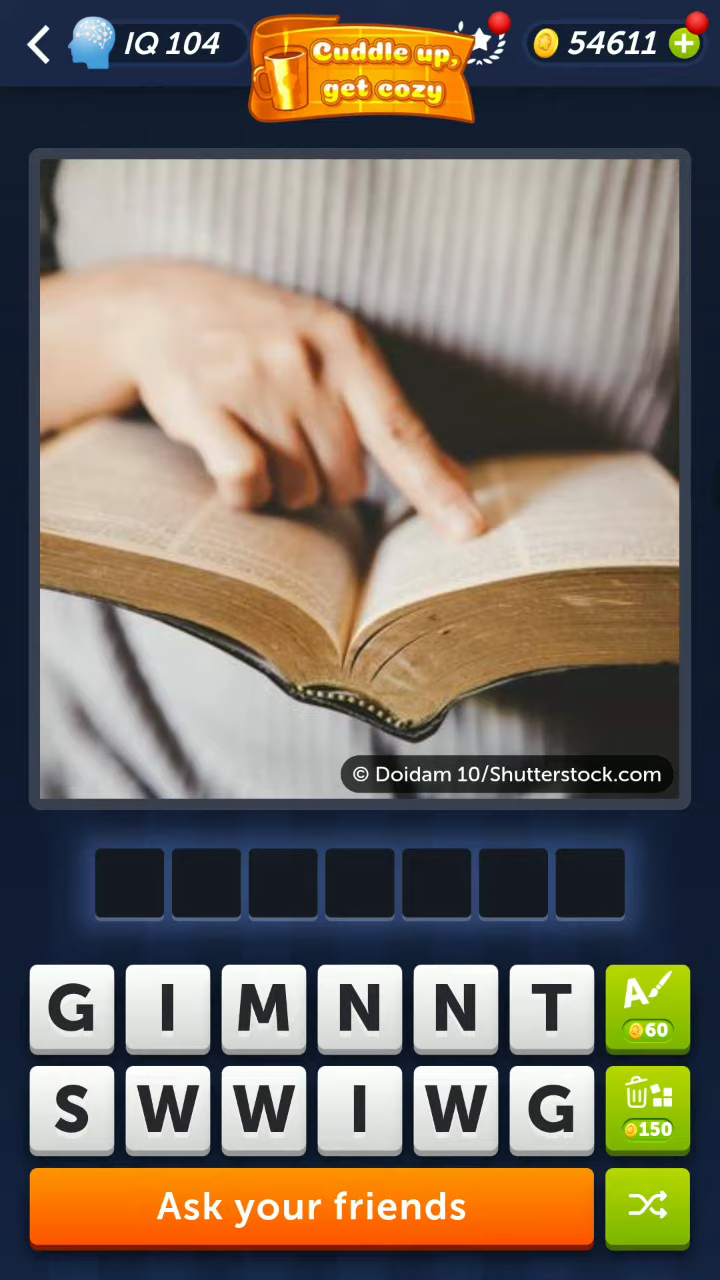 IQ 104
Cuddle up,
get cozy
54611
© Doidam 10/Shutterstock.com
G I M N N T
A
60
S W W I W G
150
Ask your friends